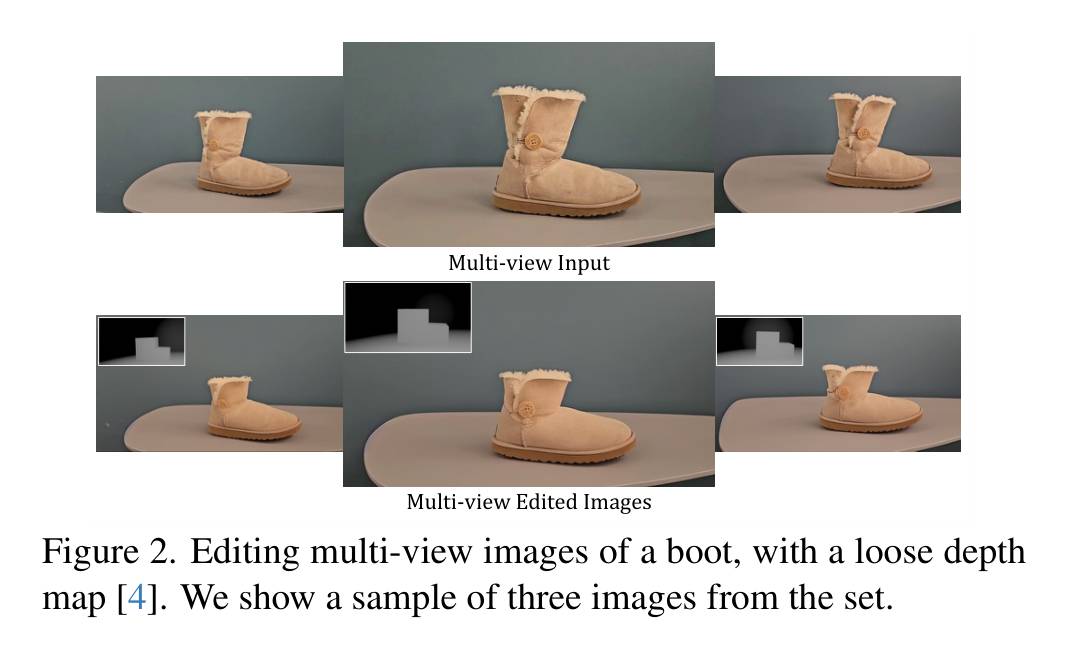 Multi-view Input
Multi-view Edited Images
Figure 2. Editing multi-view images of a boot, with a loose depth
map [4]. We show a sample of three images from the set.